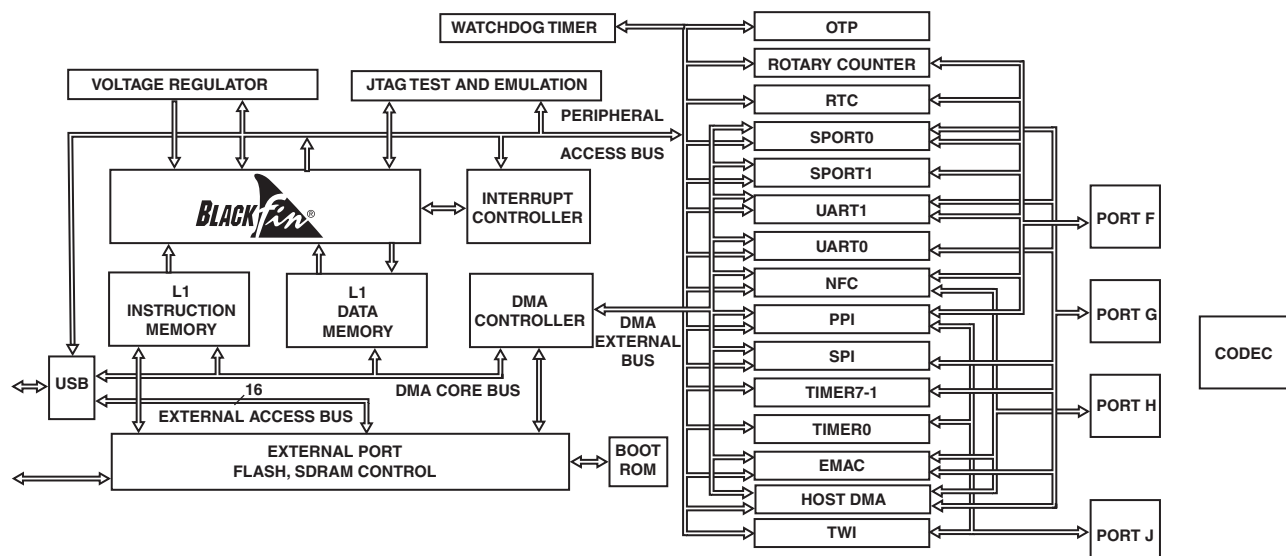 WATCHDOG TIMER
OTP
VOLTAGE REGULATOR
JTAG TEST AND EMULATION
ROTARY COUNTER
PERIPHERAL
ACCESS BUS
RTC
SPORT0
SPORT1
BLACKfin®
INTERRUPT
CONTROLLER
UART1
PORT F
UART0
L1
INSTRUCTION
MEMORY
L1
DATA
MEMORY
DMA
CONTROLLER
NFC
DMA
EXTERNAL
BUS
PPI
PORT G
CODEC
SPI
USB
DMA CORE BUS
16
EXTERNAL ACCESS BUS
TIMER7-1
PORT H
TIMER0
EXTERNAL PORT
FLASH, SDRAM CONTROL
BOOT
ROM
EMAC
HOST DMA
TWI
PORT J